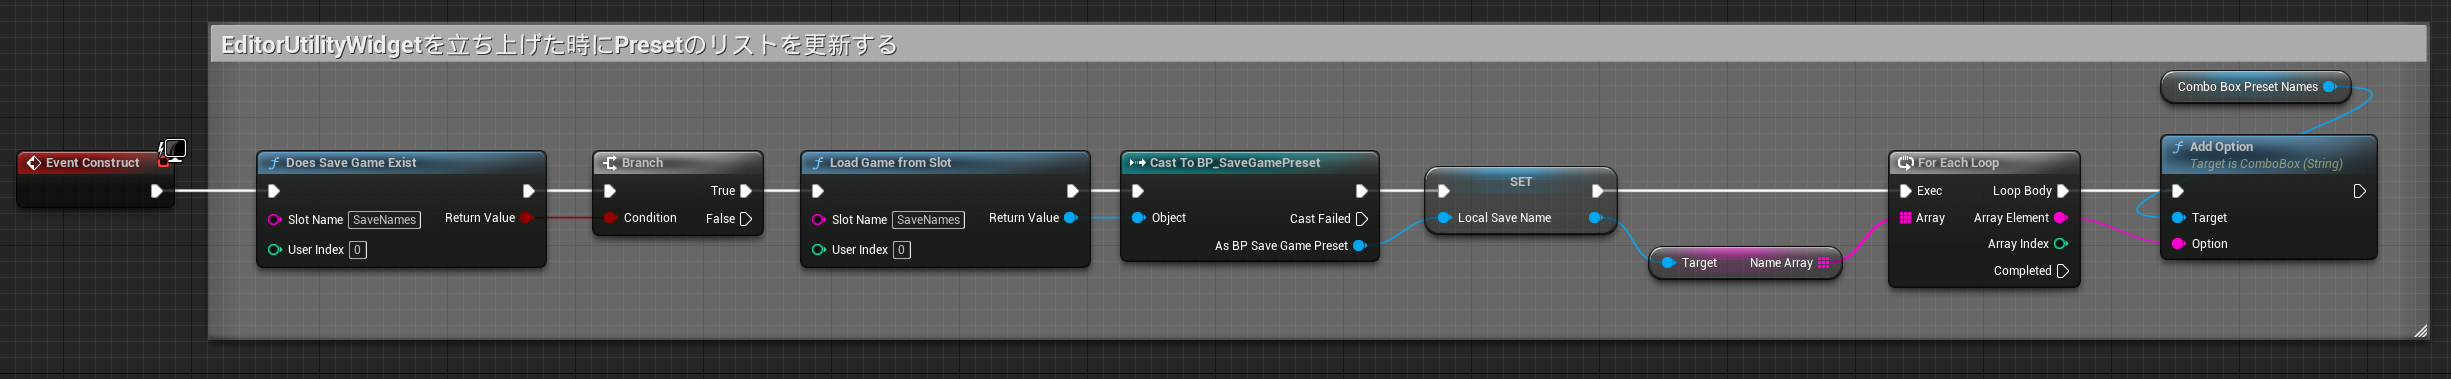 EditorUtilityWidgetを立ち上げた時にPresetのリストを更新する
Combo Box Preset Names
Event Construct
Does Save Game Exist
Slot Name SaveNames Return Value
User Index 0
Branch
True
Condition False
Load Game from Slot
Slot Name SaveNames Return Value
User Index 0
Cast To BP_SaveGamePreset
Object Cast Failed
As BP Save Game Preset
SET
Local Save Name
Target Name Array
For Each Loop
Exec Loop Body
Array Array Element
Array Index
Completed
Add Option
Target is ComboBox (String)
Target
Option